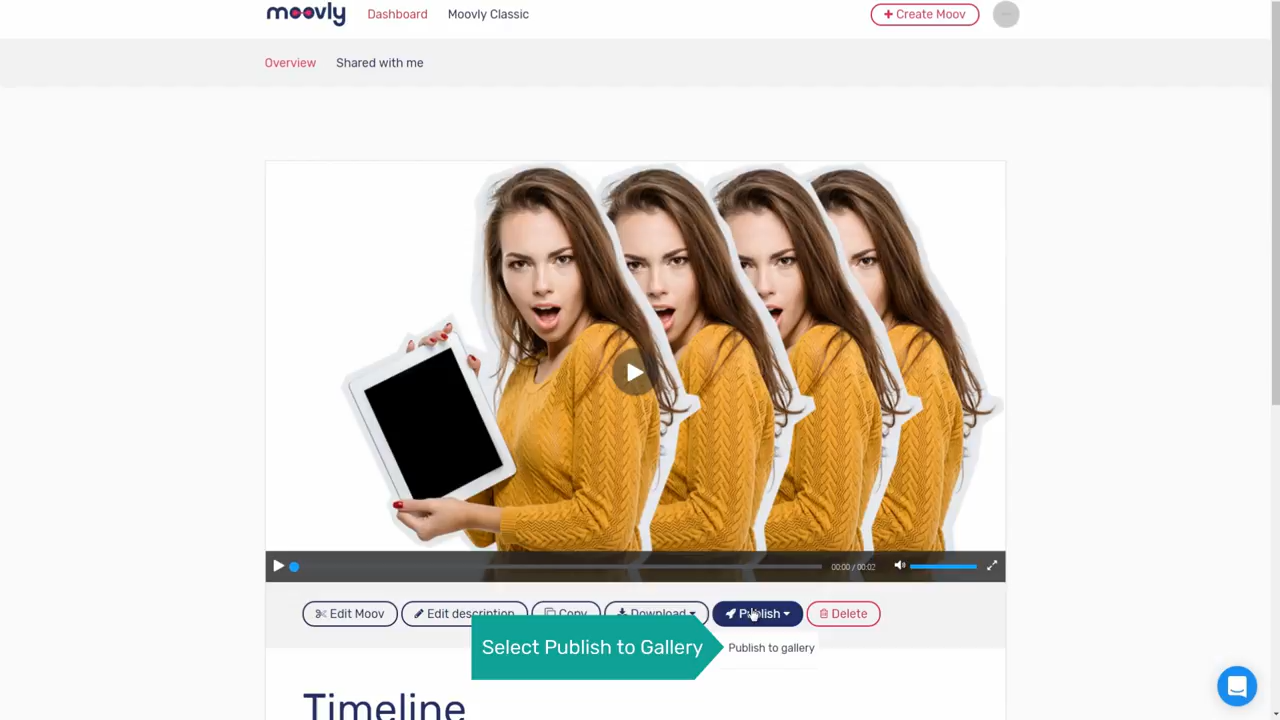 moovly Dashboard Moovly Classic + Create Moov
Overview Shared with me
00:00 / 00:02
Edit Moov Edit description Copy Download Publish Delete
Select Publish to Gallery Publish to gallery
Timeline